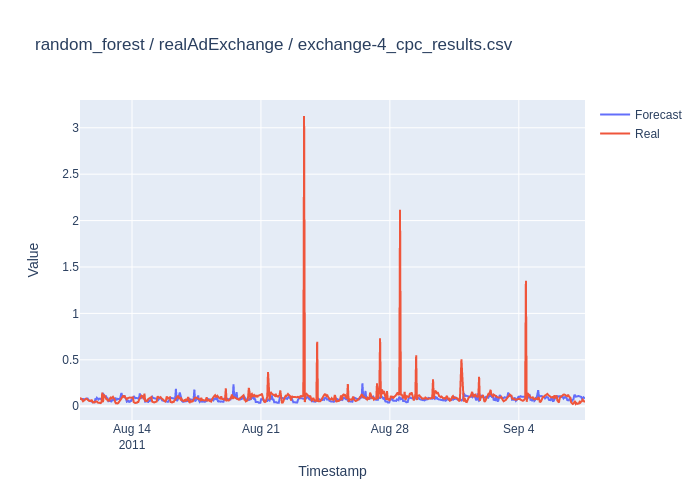 random_forest / realAdExchange / exchange-4_cpc_results.csv
Forecast
Real
3
2.5
2
1.5
1
0.5
0
Value
Aug 14
2011
Aug 21
Aug 28
Sep 4
Timestamp